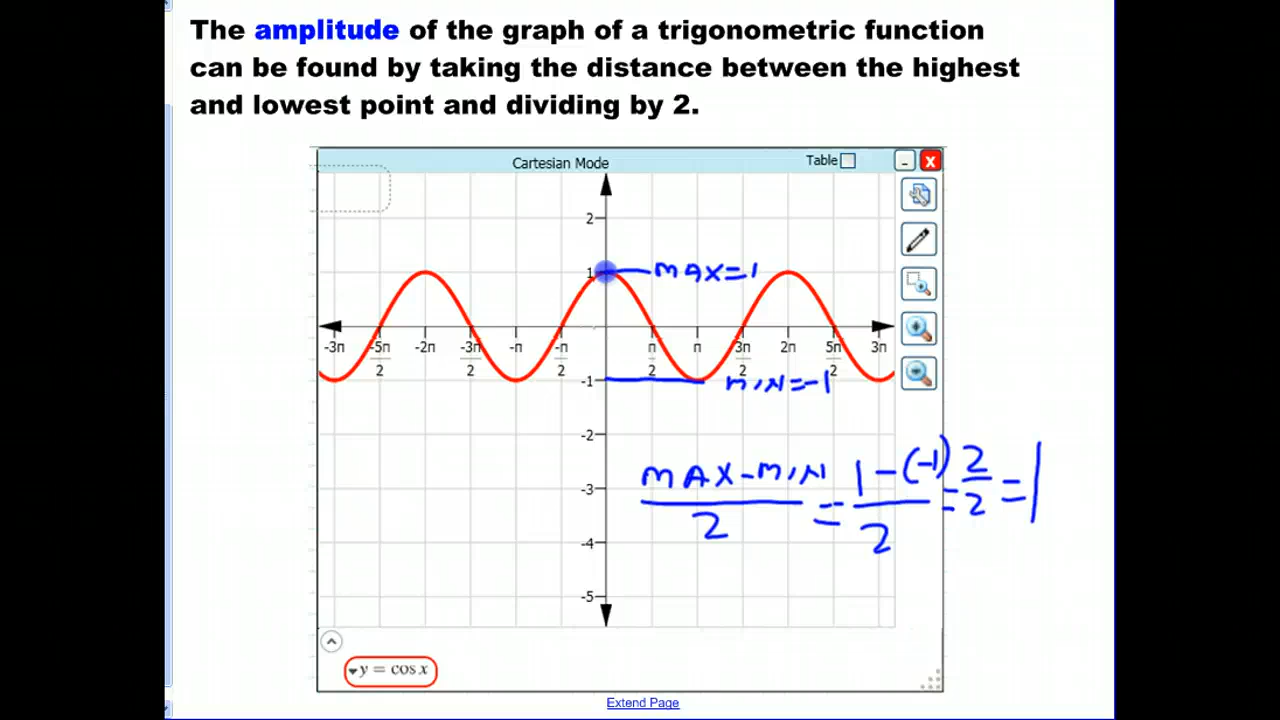 The amplitude of the graph of a trigonometric function
can be found by taking the distance between the highest
and lowest point and dividing by 2.
Cartesian Mode
Table
x
2
1
MAX=1
-3π
-5π/2
-2π
-3π/2
-π
-π/2
π/2
π
3π/2
2π
5π/2
3π
-1
MIN=-1
-2
-3
-4
-5
MAX-MIN/2 = 1-(-1)/2 = 2/2 = 1
y = cos x
Extend Page